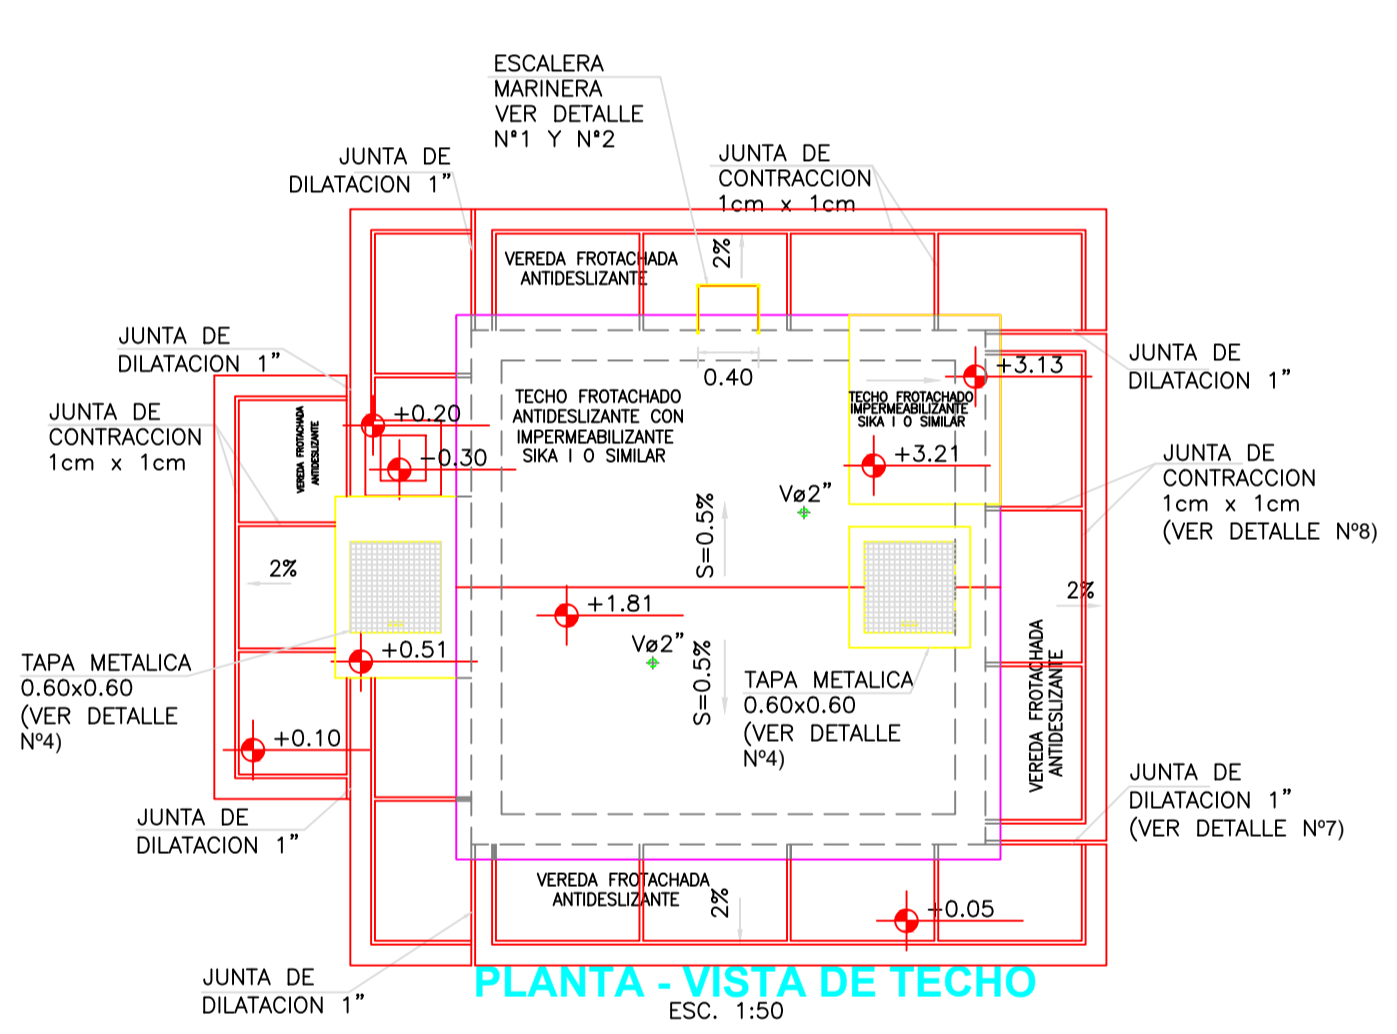 ESCALERA
MARINERA
VER DETALLE
N°1 Y N°2
JUNTA DE
DILATACION 1”
JUNTA DE
CONTRACCION
1cm x 1cm
VEREDA FROTACHADA
ANTIDESLIZANTE
2%
JUNTA DE
DILATACION 1”
JUNTA DE
CONTRACCION
1cm x 1cm
VEREDA FROTACHADA
ANTIDESLIZANTE
+0.20
-0.30
0.40
TECHO FROTACHADO
ANTIDESLIZANTE CON
IMPERMEABILIZANTE
SIKA I O SIMILAR
+3.13
TECHO FROTACHADO
IMPERMEABILIZANTE
SIKA I O SIMILAR
+3.21
JUNTA DE
DILATACION 1”
JUNTA DE
CONTRACCION
1cm x 1cm
(VER DETALLE Nº8)
Vø2”
S=0.5%
2%
2%
+1.81
Vø2”
S=0.5%
+0.51
TAPA METALICA
0.60x0.60
(VER DETALLE
Nº4)
TAPA METALICA
0.60x0.60
(VER DETALLE
Nº4)
VEREDA FROTACHADA
ANTIDESLIZANTE
+0.10
JUNTA DE
DILATACION 1”
JUNTA DE
DILATACION 1”
(VER DETALLE Nº7)
VEREDA FROTACHADA
ANTIDESLIZANTE
2%
+0.05
JUNTA DE
DILATACION 1”
PLANTA - VISTA DE TECHO
ESC. 1:50